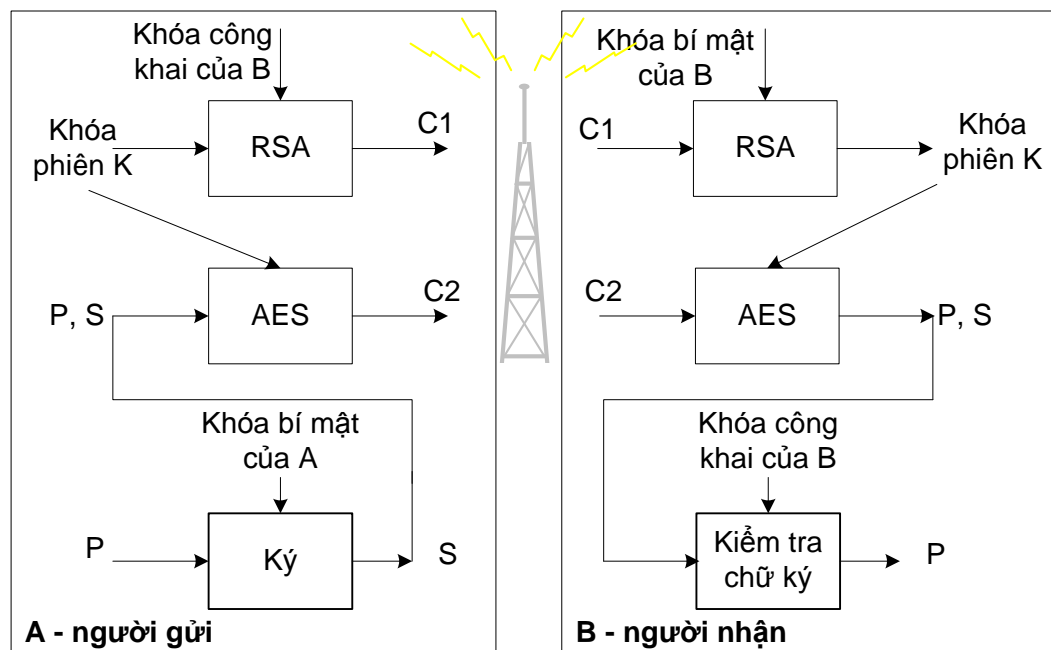 Khóa công
khai của B
Khóa
phiên K
RSA
C1
P, S
AES
C2
Khóa bí mật
của A
P
Ký
S
A - người gửi
Khóa bí mật
của B
C1
RSA
Khóa
phiên K
C2
AES
P, S
Khóa công
khai của B
Kiểm tra
chữ ký
P
B - người nhận